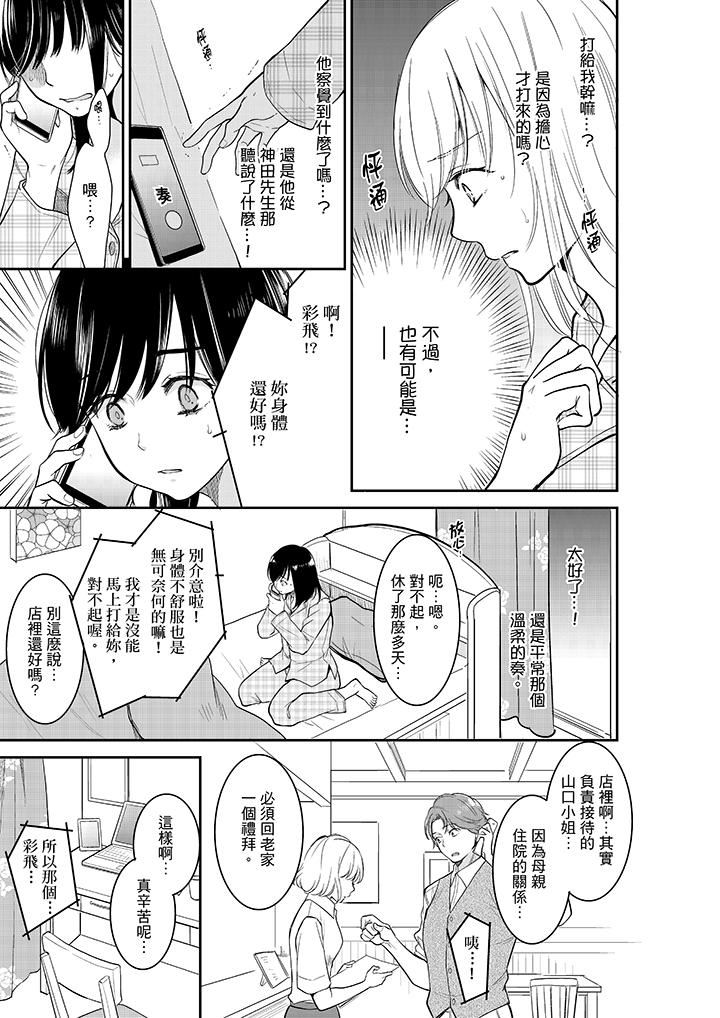 打給我幹嘛…?
是因為擔心
才打來的嗎?
怦通
怦通
不過,
也有可能是…
——
他察覺到什麼了嗎…?
還是他從
神田先生那
聽說了什麼…!
怦通
奏
怦通
嗯
喂…?
啊!
彩飛!?
妳身體
還好嗎!?
太好了…!
還是平常那個
溫柔的奏。
放心
呃…嗯。
對不起,
休了那麼多天…
別介意啦!
身體不舒服也是
無可奈何的嘛!
我才是沒能
馬上打給妳,
對不起喔。
別這麼說…
店裡還好嗎?
店裡啊…其實
負責接待的
山口小姐…
因為母親
住院的關係…
必須回老家
一個禮拜。
咦…!
這樣啊…
真辛苦呢…
所以那個…
彩飛…